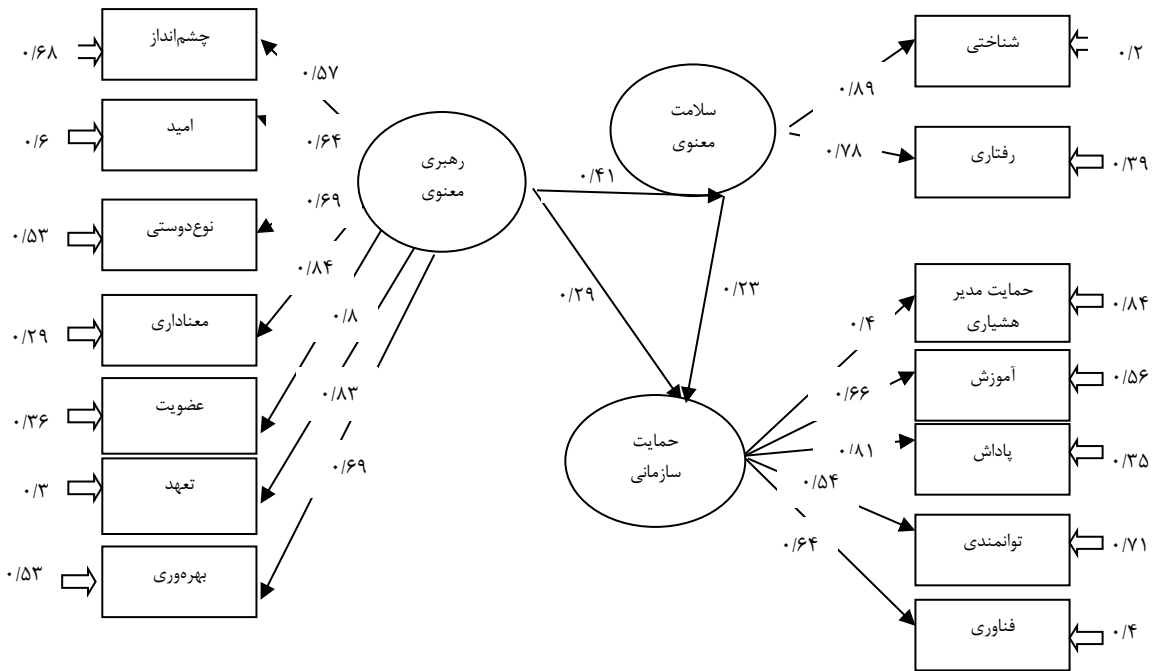 چشم‌انداز
۰/۶۸
۰/۵۷
امید
۰/۶
۰/۶۴
نوع‌دوستی
۰/۵۳
۰/۶۹
معناداری
۰/۲۹
۰/۸۴
عضویت
۰/۳۶
۰/۸
تعهد
۰/۳
۰/۸۳
بهره‌وری
۰/۵۳
۰/۶۹
رهبری
معنوی
۰/۴۱
۰/۲۹
سلامت
معنوی
۰/۲۳
حمایت
سازمانی
شناختی
۰/۲
۰/۸۹
رفتاری
۰/۳۹
۰/۷۸
حمایت مدیر
هشیاری
۰/۸۴
۰/۴
آموزش
۰/۵۶
۰/۶۶
پاداش
۰/۳۵
۰/۸۱
توانمندی
۰/۷۱
۰/۵۴
فناوری
۰/۴
۰/۶۴